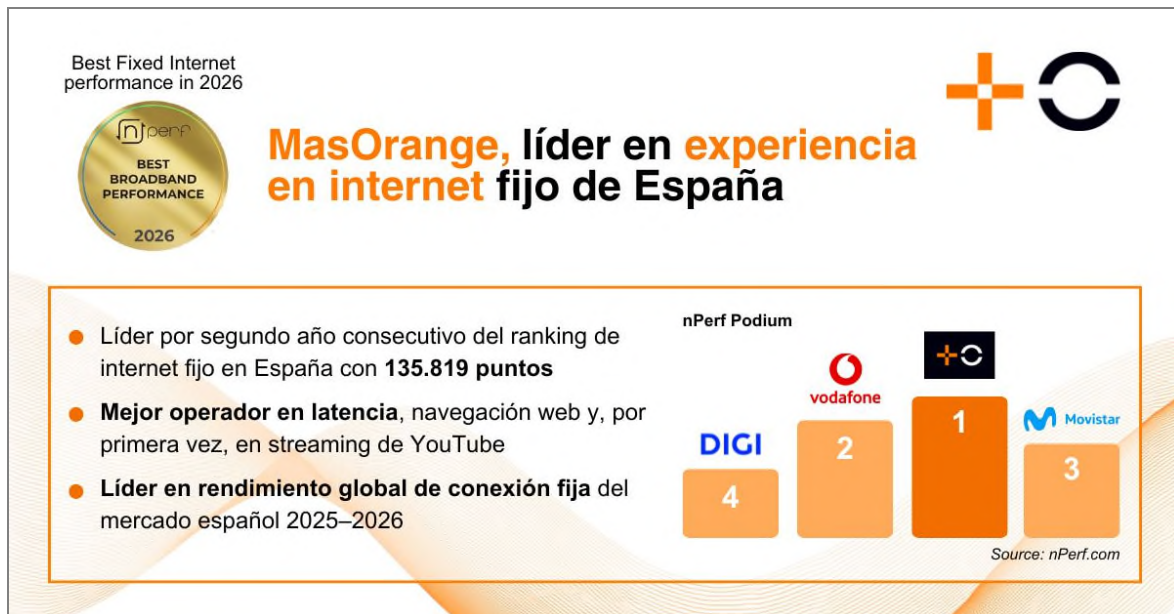 Best Fixed Internet
performance in 2026
nperf
BEST
BROADBAND
PERFORMANCE
2026
MasOrange, líder en experiencia
en internet fijo de España
Líder por segundo año consecutivo del ranking de
internet fijo en España con 135.819 puntos
Mejor operador en latencia, navegación web y, por
primera vez, en streaming de YouTube
Líder en rendimiento global de conexión fija del
mercado español 2025–2026
nPerf Podium
DIGI
4
vodafone
2
1
Movistar
3
Source: nPerf.com